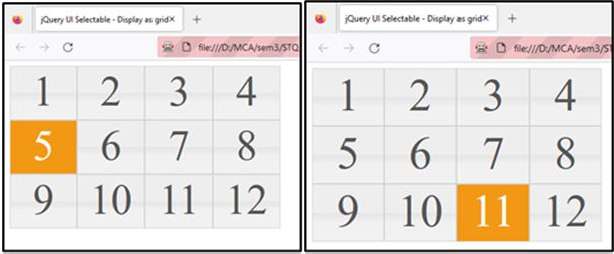 jQuery UI Selectable - Display as grid
file:///D:/MCA/sem3/STQ
1 2 3 4
5 6 7 8
9 10 11 12
jQuery UI Selectable - Display as grid
file:///D:/MCA/sem3/STQ
1 2 3 4
5 6 7 8
9 10 11 12